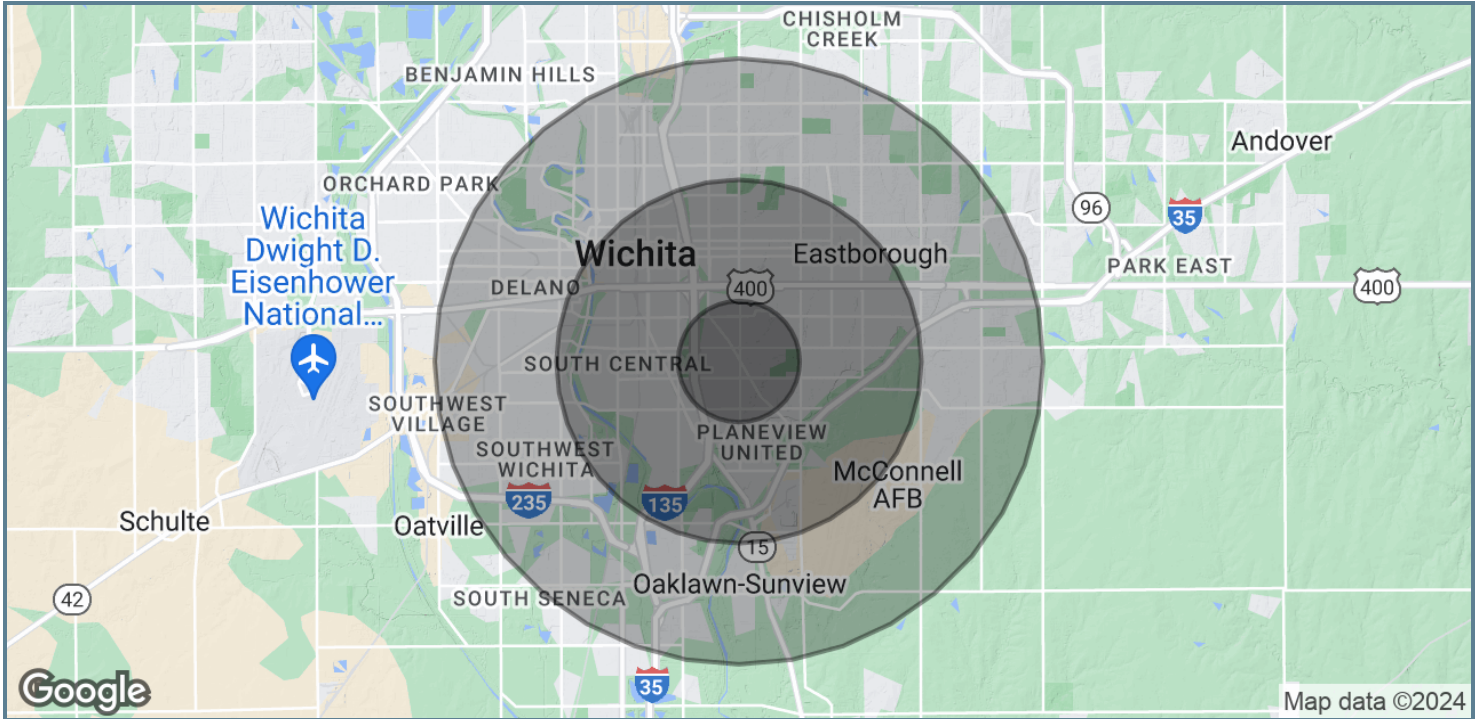 CHISHOLM
CREEK
BENJAMIN HILLS
Andover
ORCHARD PARK
96
35
Wichita
Dwight D.
Eisenhower
National...
Wichita
Eastborough
PARK EAST
DELANO
400
400
SOUTH CENTRAL
SOUTHWEST
VILLAGE
PLANEVIEW
UNITED
SOUTHWEST
WICHITA
McConnell
AFB
235
135
Schulte
Oatville
15
Oaklawn-Sunview
42
SOUTH SENECA
35
Google
Map data ©2024